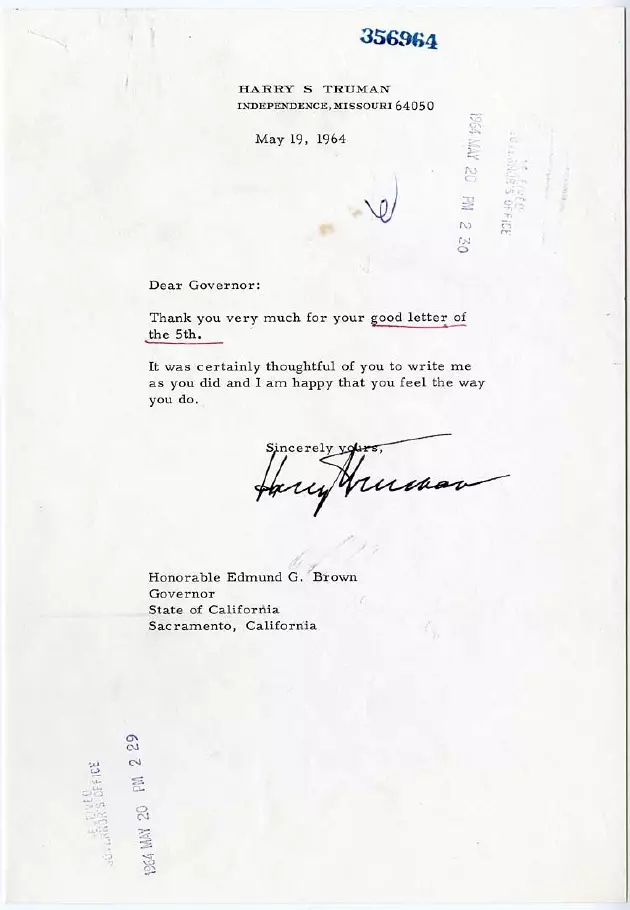 356964
HARRY S TRUMAN
INDEPENDENCE, MISSOURI 64050
May 19, 1964
1964 MAY 20 PM 2 30
GOVERNOR'S OFFICE
Dear Governor:
Thank you very much for your good letter of
the 5th.
It was certainly thoughtful of you to write me
as you did and I am happy that you feel the way
you do.
Sincerely yours,
Harry Truman
Honorable Edmund G. Brown
Governor
State of California
Sacramento, California
RECEIVED
GOVERNOR'S OFFICE
1964 MAY 20 PM 2 29